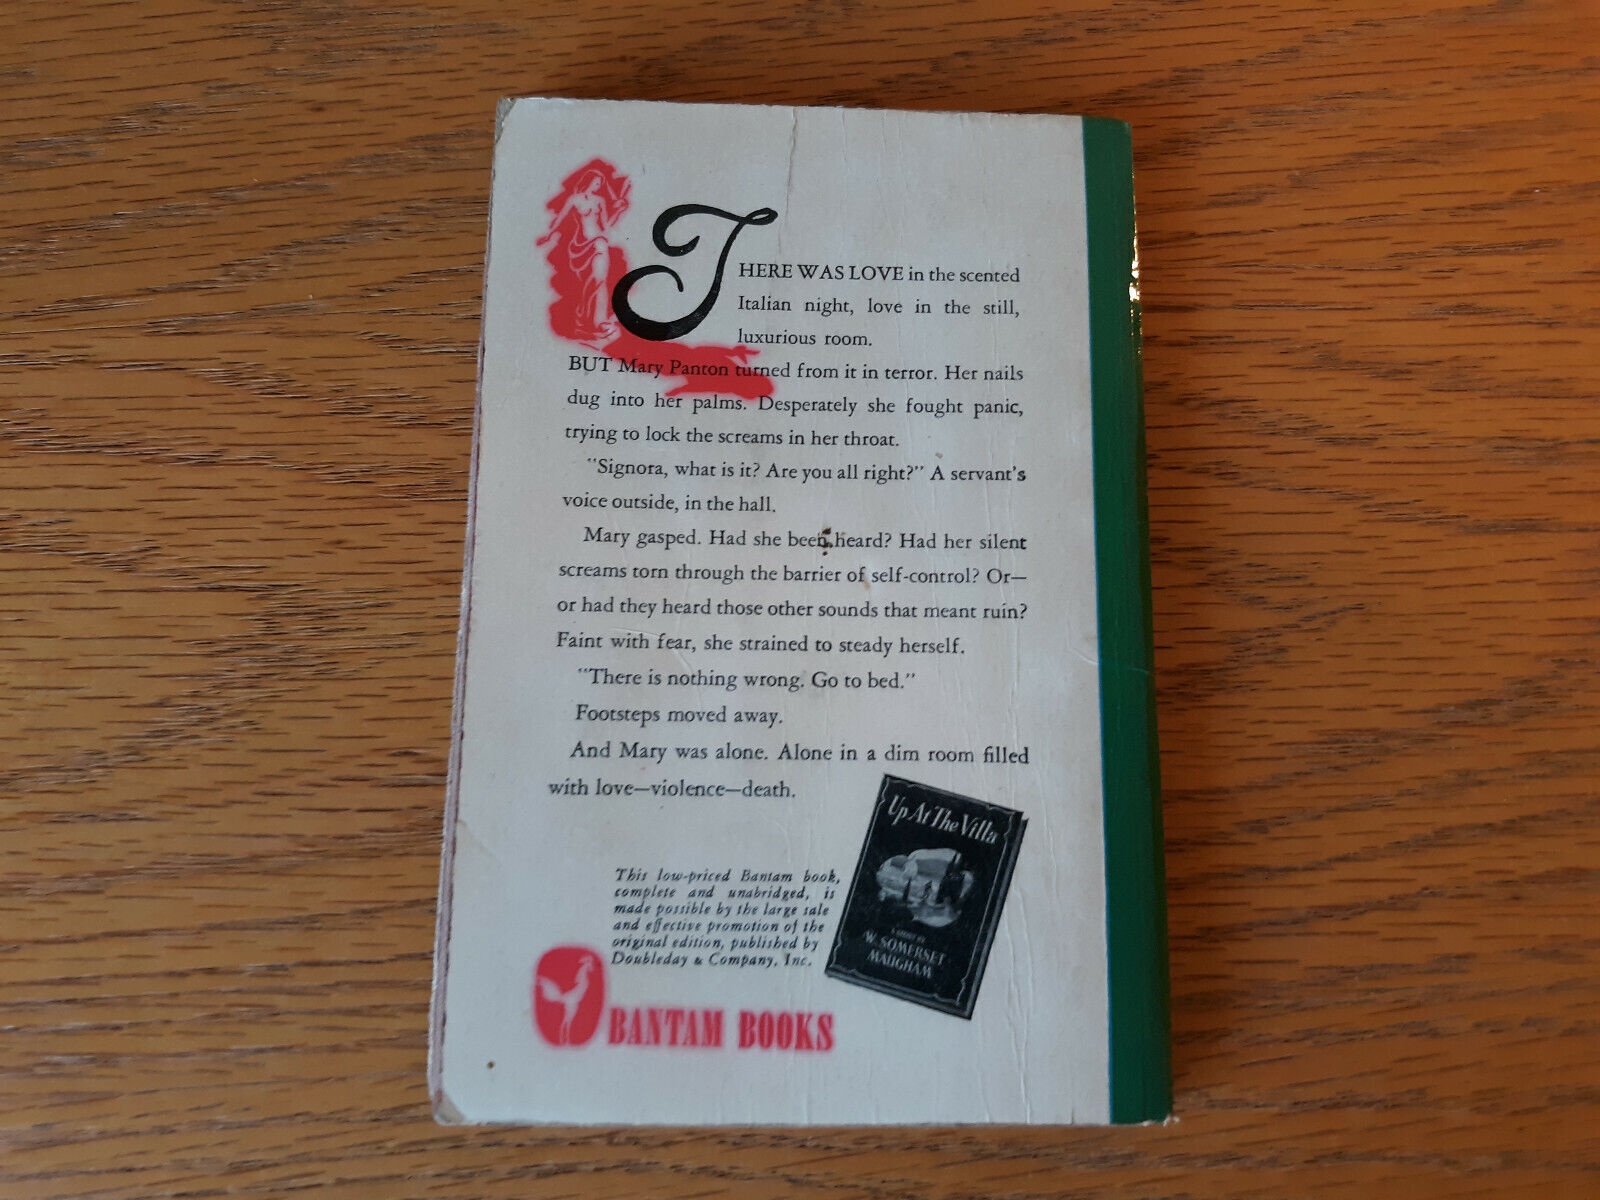 THERE WAS LOVE in the scented
Italian night, love in the still,
luxurious room.
BUT Mary Panton turned from it in terror. Her nails
dug into her palms. Desperately she fought panic,
trying to lock the screams in her throat.
"Signora, what is it? Are you all right?" A servant's
voice outside, in the hall.
Mary gasped. Had she been heard? Had her silent
screams torn through the barrier of self-control? Or—
or had they heard those other sounds that meant ruin?
Faint with fear, she strained to steady herself.
"There is nothing wrong. Go to bed."
Footsteps moved away.
And Mary was alone. Alone in a dim room filled
with love—violence—death.
Up At The Villa
W. SOMERSET
MAUGHAM
This low-priced Bantam book,
complete and unabridged, is
made possible by the large sale
and effective promotion of the
original edition, published by
Doubleday & Company, Inc.
BANTAM BOOKS